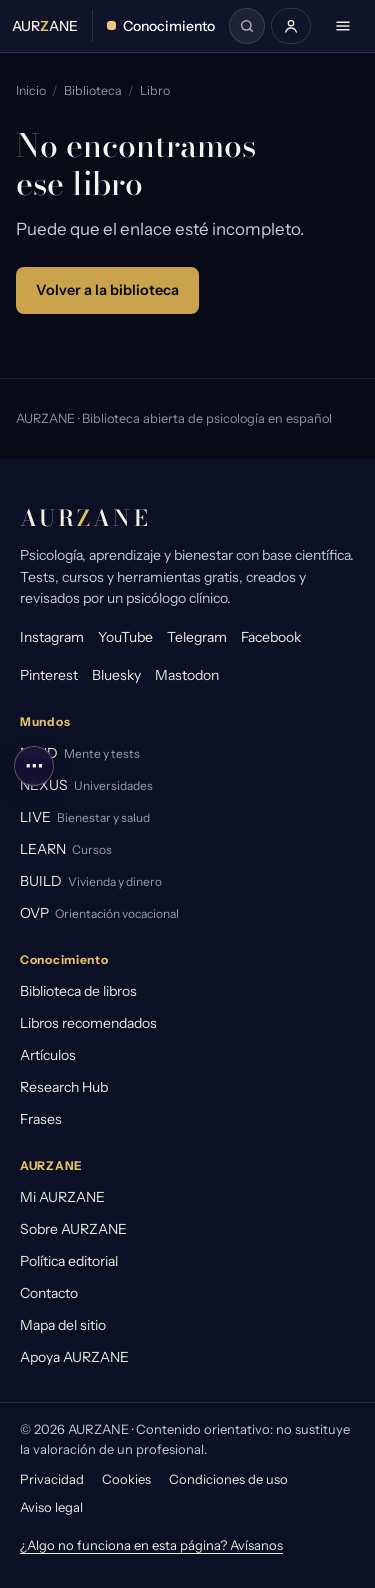 AURZANE
Conocimiento
Inicio / Biblioteca / Libro
No encontramos
ese libro
Puede que el enlace esté incompleto.
Volver a la biblioteca
AURZANE · Biblioteca abierta de psicología en español
AURZANE
Psicología, aprendizaje y bienestar con base científica.
Tests, cursos y herramientas gratis, creados y
revisados por un psicólogo clínico.
Instagram YouTube Telegram Facebook
Pinterest Bluesky Mastodon
Mundos
Mente y tests
NEXUS Universidades
LIVE Bienestar y salud
LEARN Cursos
BUILD Vivienda y dinero
OVP Orientación vocacional
Conocimiento
Biblioteca de libros
Libros recomendados
Artículos
Research Hub
Frases
AURZANE
Mi AURZANE
Sobre AURZANE
Política editorial
Contacto
Mapa del sitio
Apoya AURZANE
© 2026 AURZANE · Contenido orientativo: no sustituye
la valoración de un profesional.
Privacidad Cookies Condiciones de uso
Aviso legal
¿Algo no funciona en esta página? Avísanos